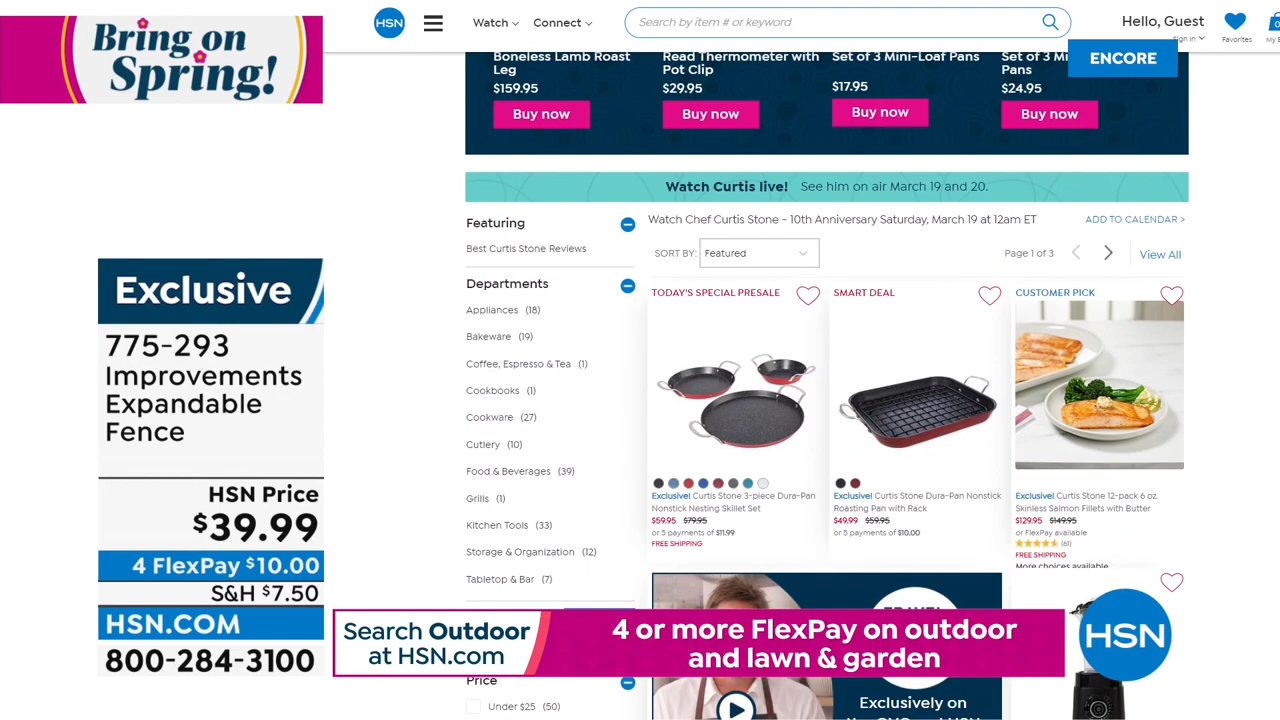 Bring on
Spring!
HSN
Watch
Connect
Search by item # or keyword
Hello, Guest
Sign In
Favorites
ENCORE
Boneless Lamb Roast
Leg
$159.95
Buy now
Read Thermometer with
Pot Clip
$29.95
Buy now
Set of 3 Mini-Loaf Pans
$17.95
Buy now
Pans
$24.95
Buy now
Watch Curtis live! See him on air March 19 and 20.
Featuring
Best Curtis Stone Reviews
Departments
Appliances (18)
Bakeware (19)
Coffee, Espresso & Tea (1)
Cookbooks (1)
Cookware (27)
Cutlery (10)
Food & Beverages (39)
Grills (1)
Kitchen Tools (33)
Storage & Organization (12)
Tabletop & Bar (7)
Price
Under $25 (50)
Watch Chef Curtis Stone - 10th Anniversary Saturday, March 19 at 12am ET
ADD TO CALENDAR >
SORT BY: Featured
Page 1 of 3
View All
TODAY'S SPECIAL PRESALE
Exclusive! Curtis Stone 3-piece Dura-Pan
Nonstick Nesting Skillet Set
$59.95 $79.95
or 5 payments of $11.99
FREE SHIPPING
SMART DEAL
Exclusive! Curtis Stone Dura-Pan Nonstick
Roasting Pan with Rack
$49.99 $59.95
or 5 payments of $10.00
CUSTOMER PICK
Exclusive! Curtis Stone 12-pack 6 oz.
Skinless Salmon Fillets with Butter
$129.95 $149.95
or FlexPay available
(61)
FREE SHIPPING
More choices available
Exclusively on
Exclusive
775-293
Improvements
Expandable
Fence
HSN Price
$39.99
4 FlexPay $10.00
S&H $7.50
HSN.COM
800-284-3100
Search Outdoor
at HSN.com
4 or more FlexPay on outdoor
and lawn & garden
HSN